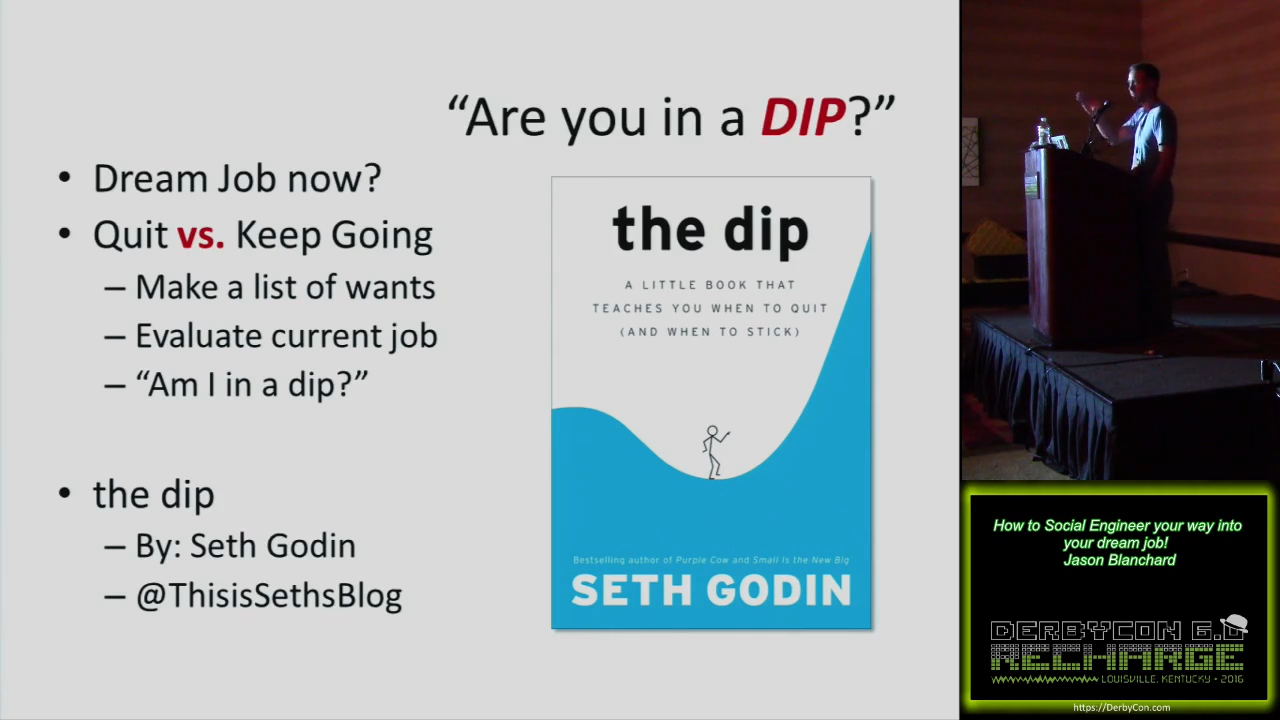 “Are you in a DIP?”
• Dream Job now?
• Quit vs. Keep Going
– Make a list of wants
– Evaluate current job
– “Am I in a dip?”
• the dip
– By: Seth Godin
– @ThisisSethsBlog
the dip
A LITTLE BOOK THAT
TEACHES YOU WHEN TO QUIT
(AND WHEN TO STICK)
Bestselling author of Purple Cow and Small Is the New Big
SETH GODIN
How to Social Engineer your way into
your dream job!
Jason Blanchard
DERBYCON 6.0
RECHARGE
LOUISVILLE, KENTUCKY • 2016
https://DerbyCon.com